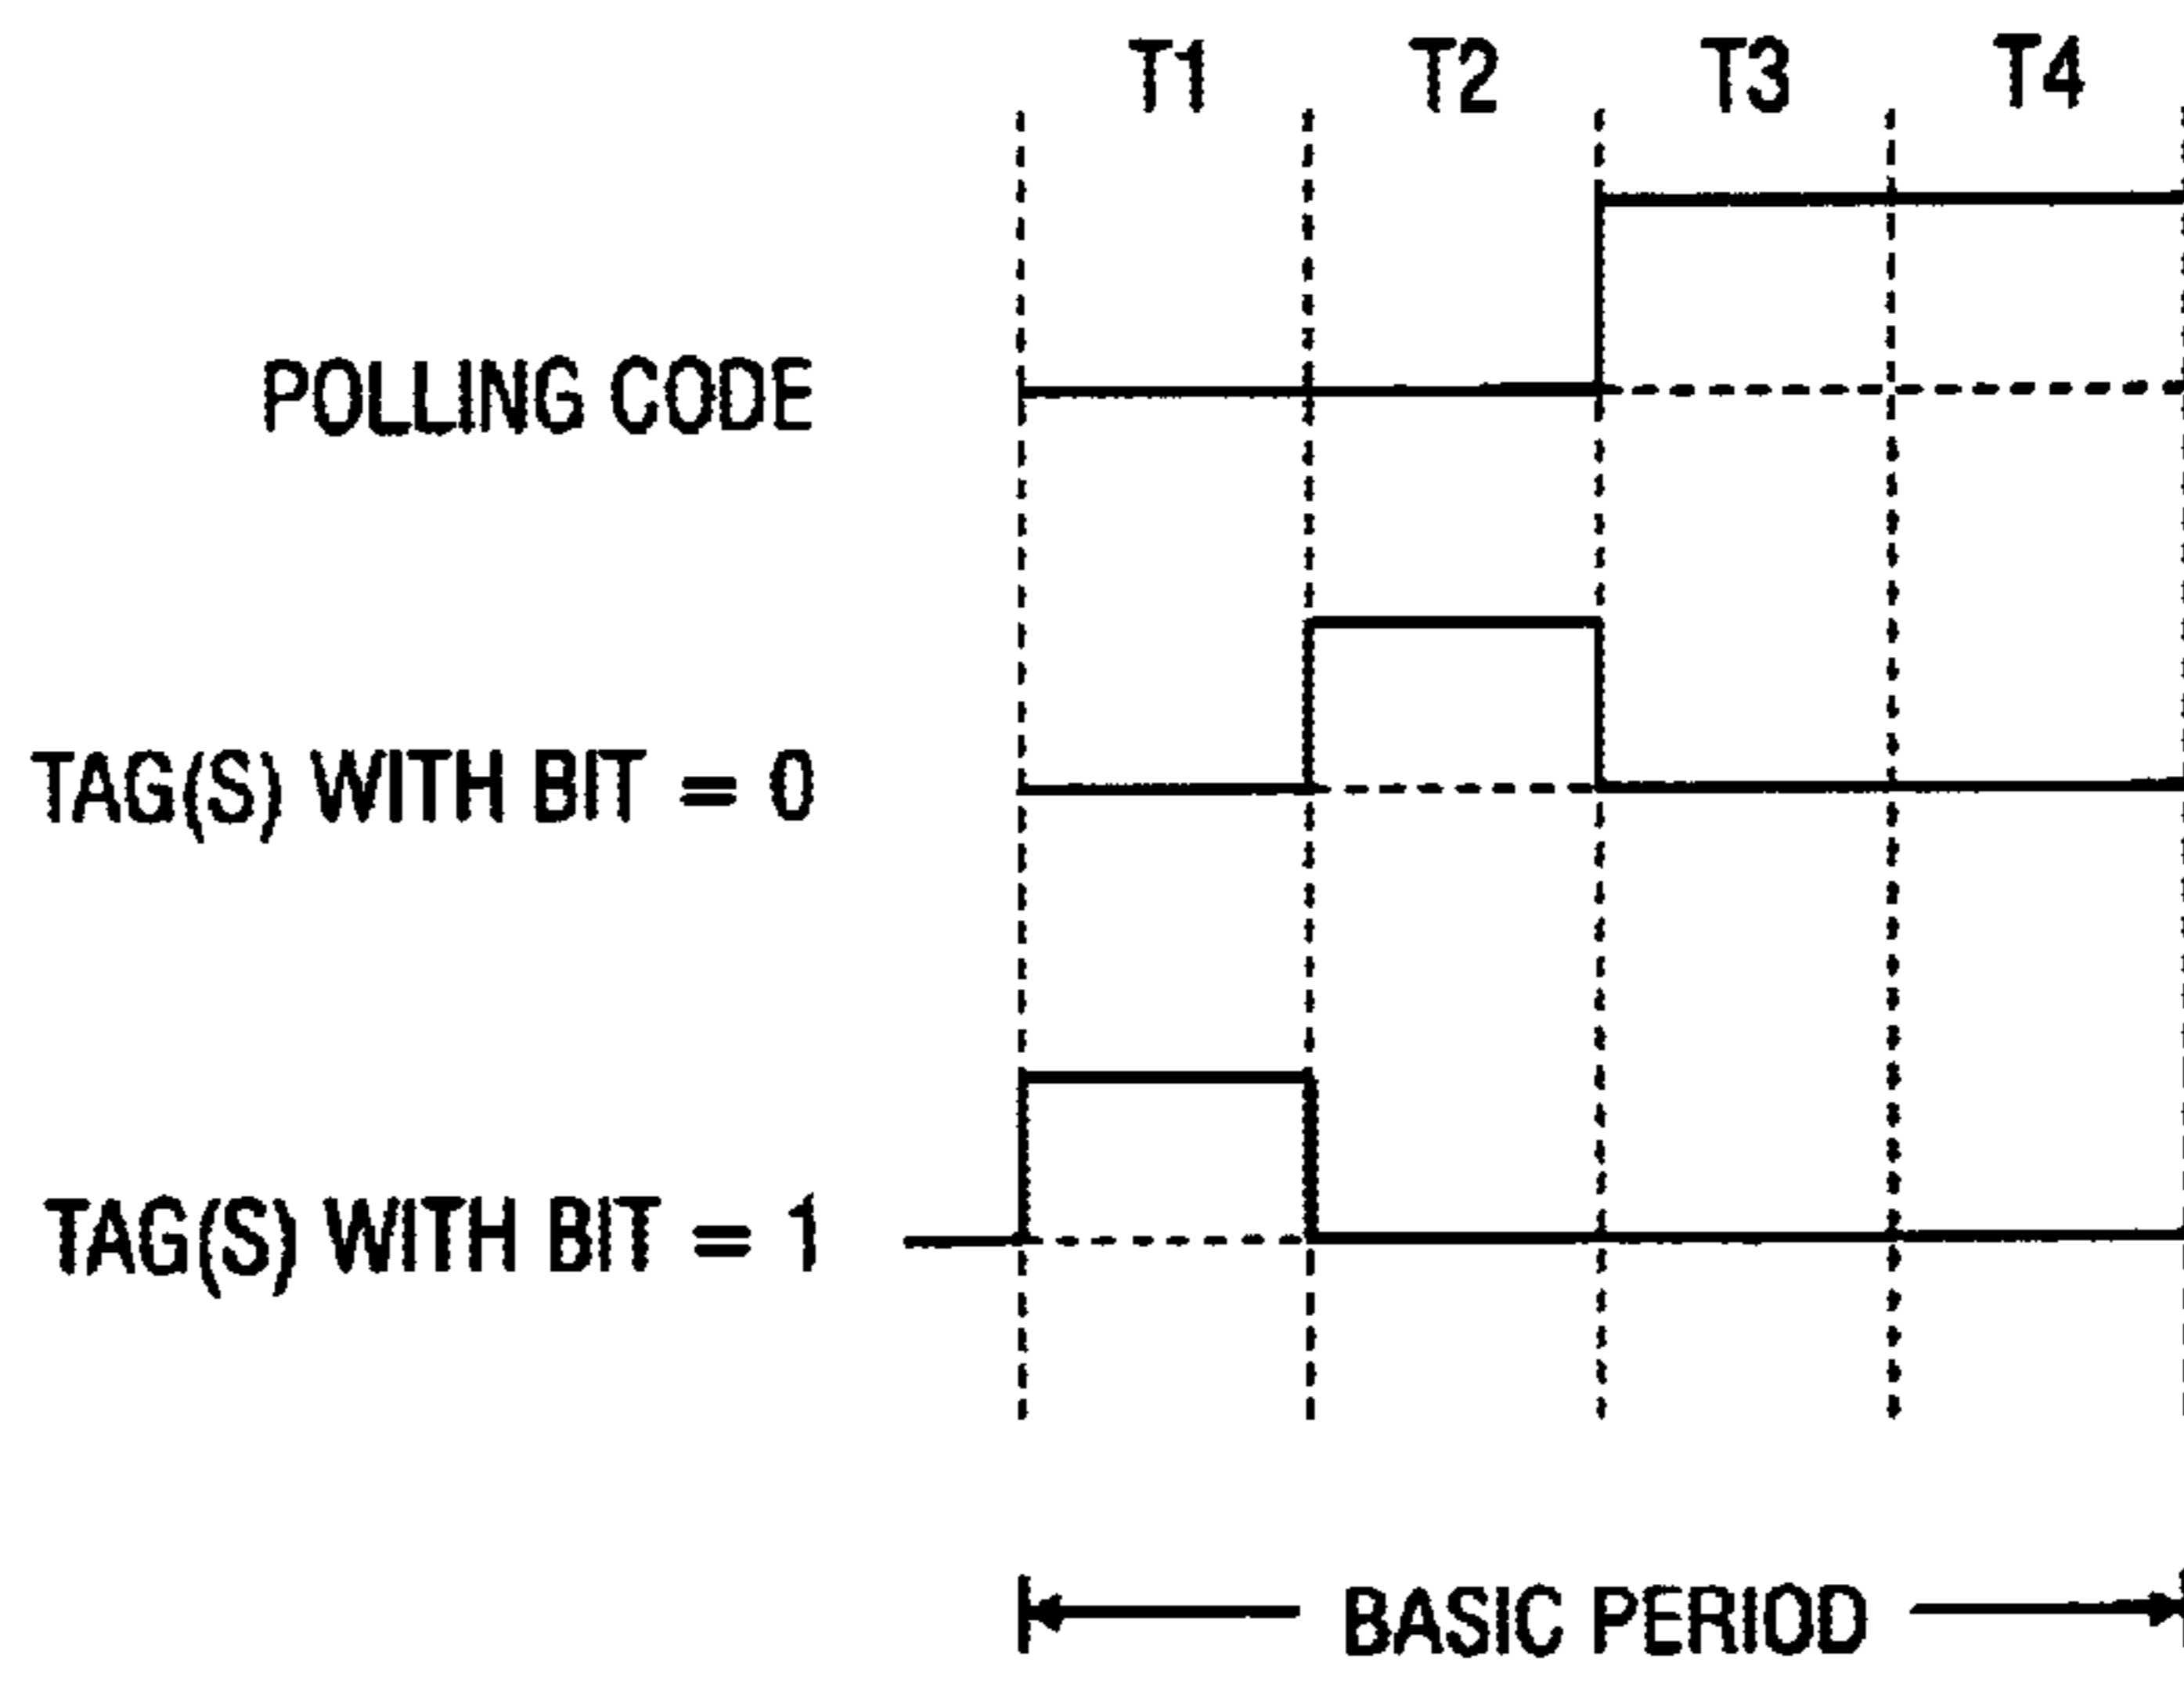 T1 T2 T3 T4
POLLING CODE
TAG(S) WITH BIT = 0
TAG(S) WITH BIT = 1
BASIC PERIOD